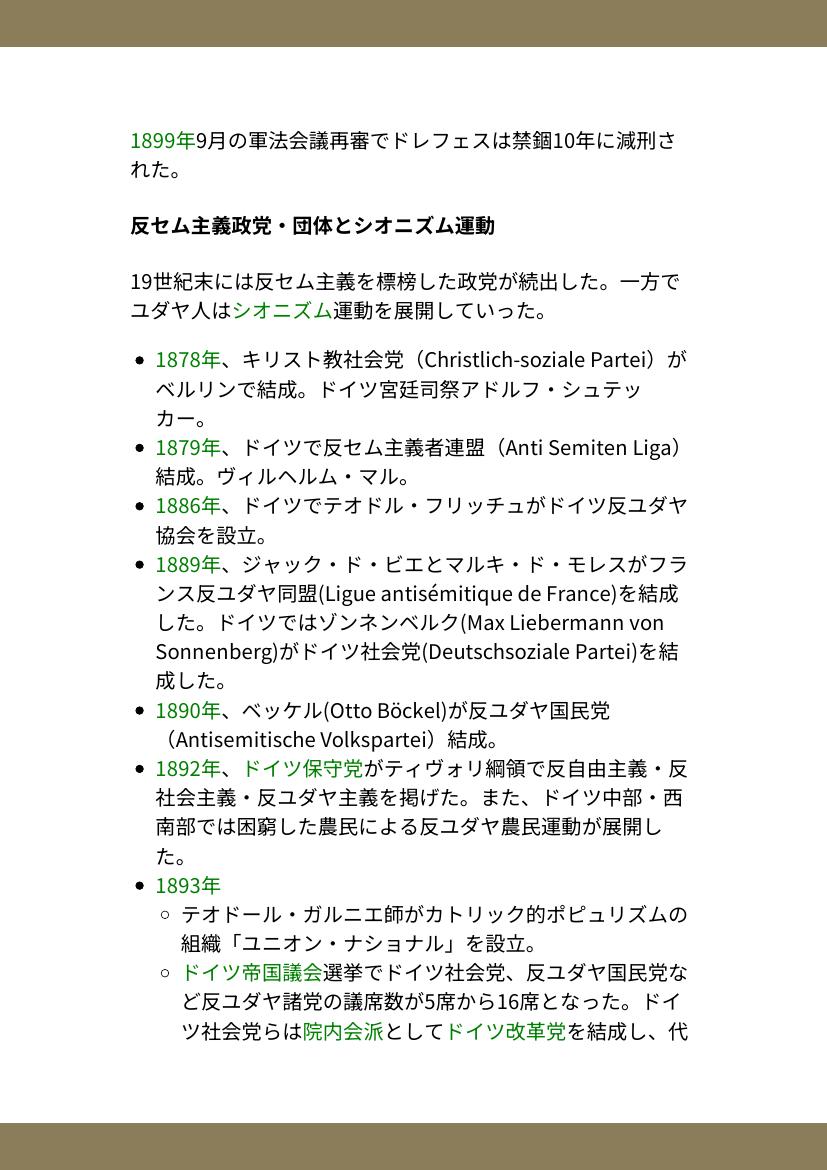 1899年9月の軍法会議再審でドレフェスは禁錮10年に減刑さ
れた。
反セム主義政党・団体とシオニズム運動
19世紀末には反セム主義を標榜した政党が続出した。一方で
ユダヤ人はシオニズム運動を展開していった。
1878年、キリスト教社会党（Christlich-soziale Partei）が
ベルリンで結成。ドイツ宮廷司祭アドルフ・シュテッ
カー。
1879年、ドイツで反セム主義者連盟（Anti Semiten Liga）
結成。ヴィルヘルム・マル。
1886年、ドイツでテオドル・フリッチュがドイツ反ユダヤ
協会を設立。
1889年、ジャック・ド・ビエとマルキ・ド・モレスがフラ
ンス反ユダヤ同盟(Ligue antisémitique de France)を結成
した。ドイツではゾンネンベルク(Max Liebermann von
Sonnenberg)がドイツ社会党(Deutschsoziale Partei)を結
成した。
1890年、ベッケル(Otto Böckel)が反ユダヤ国民党
（Antisemitische Volkspartei）結成。
1892年、ドイツ保守党がティヴォリ綱領で反自由主義・反
社会主義・反ユダヤ主義を掲げた。また、ドイツ中部・西
南部では困窮した農民による反ユダヤ農民運動が展開し
た。
1893年
テオドール・ガルニエ師がカトリック的ポピュリズムの
組織「ユニオン・ナショナル」を設立。
ドイツ帝国議会選挙でドイツ社会党、反ユダヤ国民党な
ど反ユダヤ諸党の議席数が5席から16席となった。ドイ
ツ社会党らは院内会派としてドイツ改革党を結成し、代